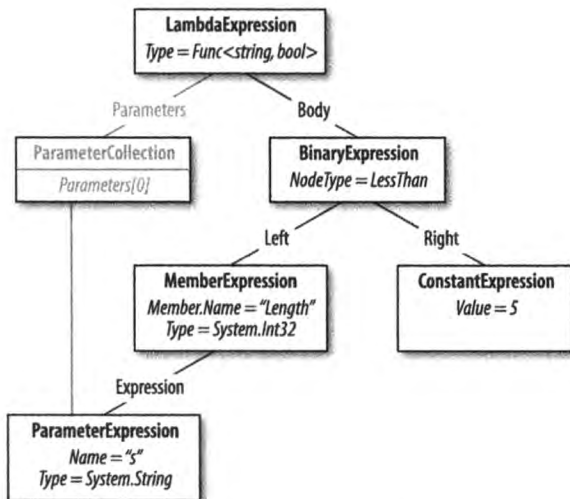 LambdaExpression
Type = Func<string, bool>
Parameters
Body
ParameterCollection
Parameters[0]
BinaryExpression
NodeType = LessThan
Left
Right
MemberExpression
Member.Name = “Length”
Type = System.Int32
ConstantExpression
Value = 5
Expression
ParameterExpression
Name = “s”
Type = System.String